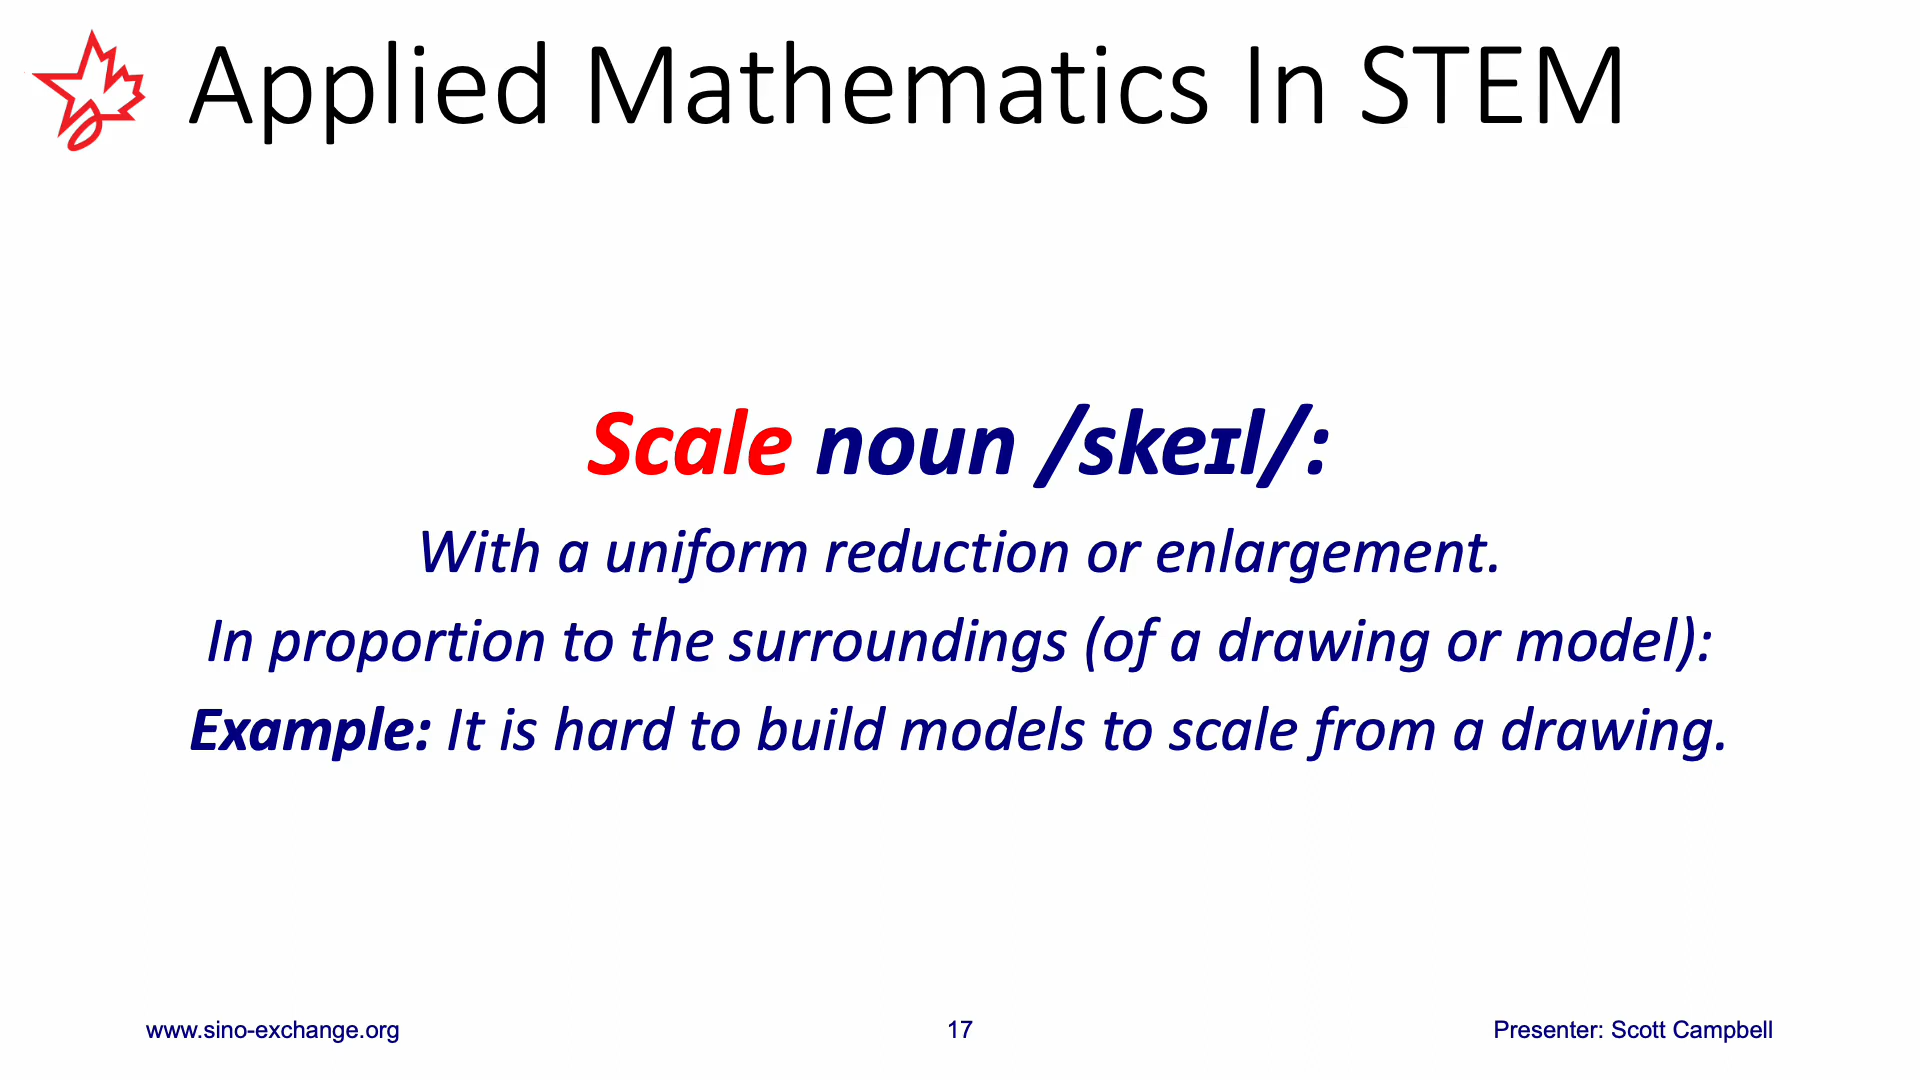 Applied Mathematics In STEM
Scale noun /skeɪl/:
With a uniform reduction or enlargement.
In proportion to the surroundings (of a drawing or model):
Example: It is hard to build models to scale from a drawing.
www.sino-exchange.org
17
Presenter: Scott Campbell